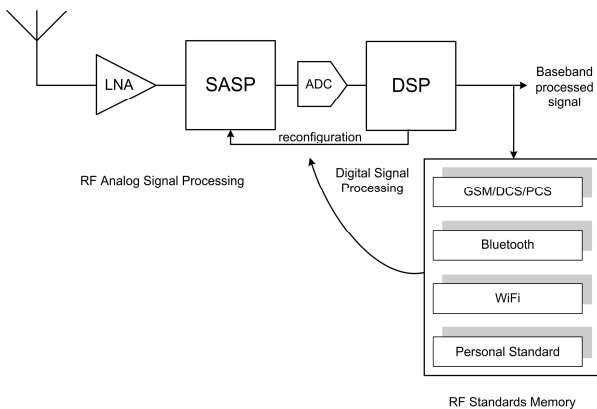 LNA
SASP
ADC
DSP
Baseband
processed
signal
reconfiguration
RF Analog Signal Processing
Digital Signal
Processing
GSM/DCS/PCS
Bluetooth
WiFi
Personal Standard
RF Standards Memory